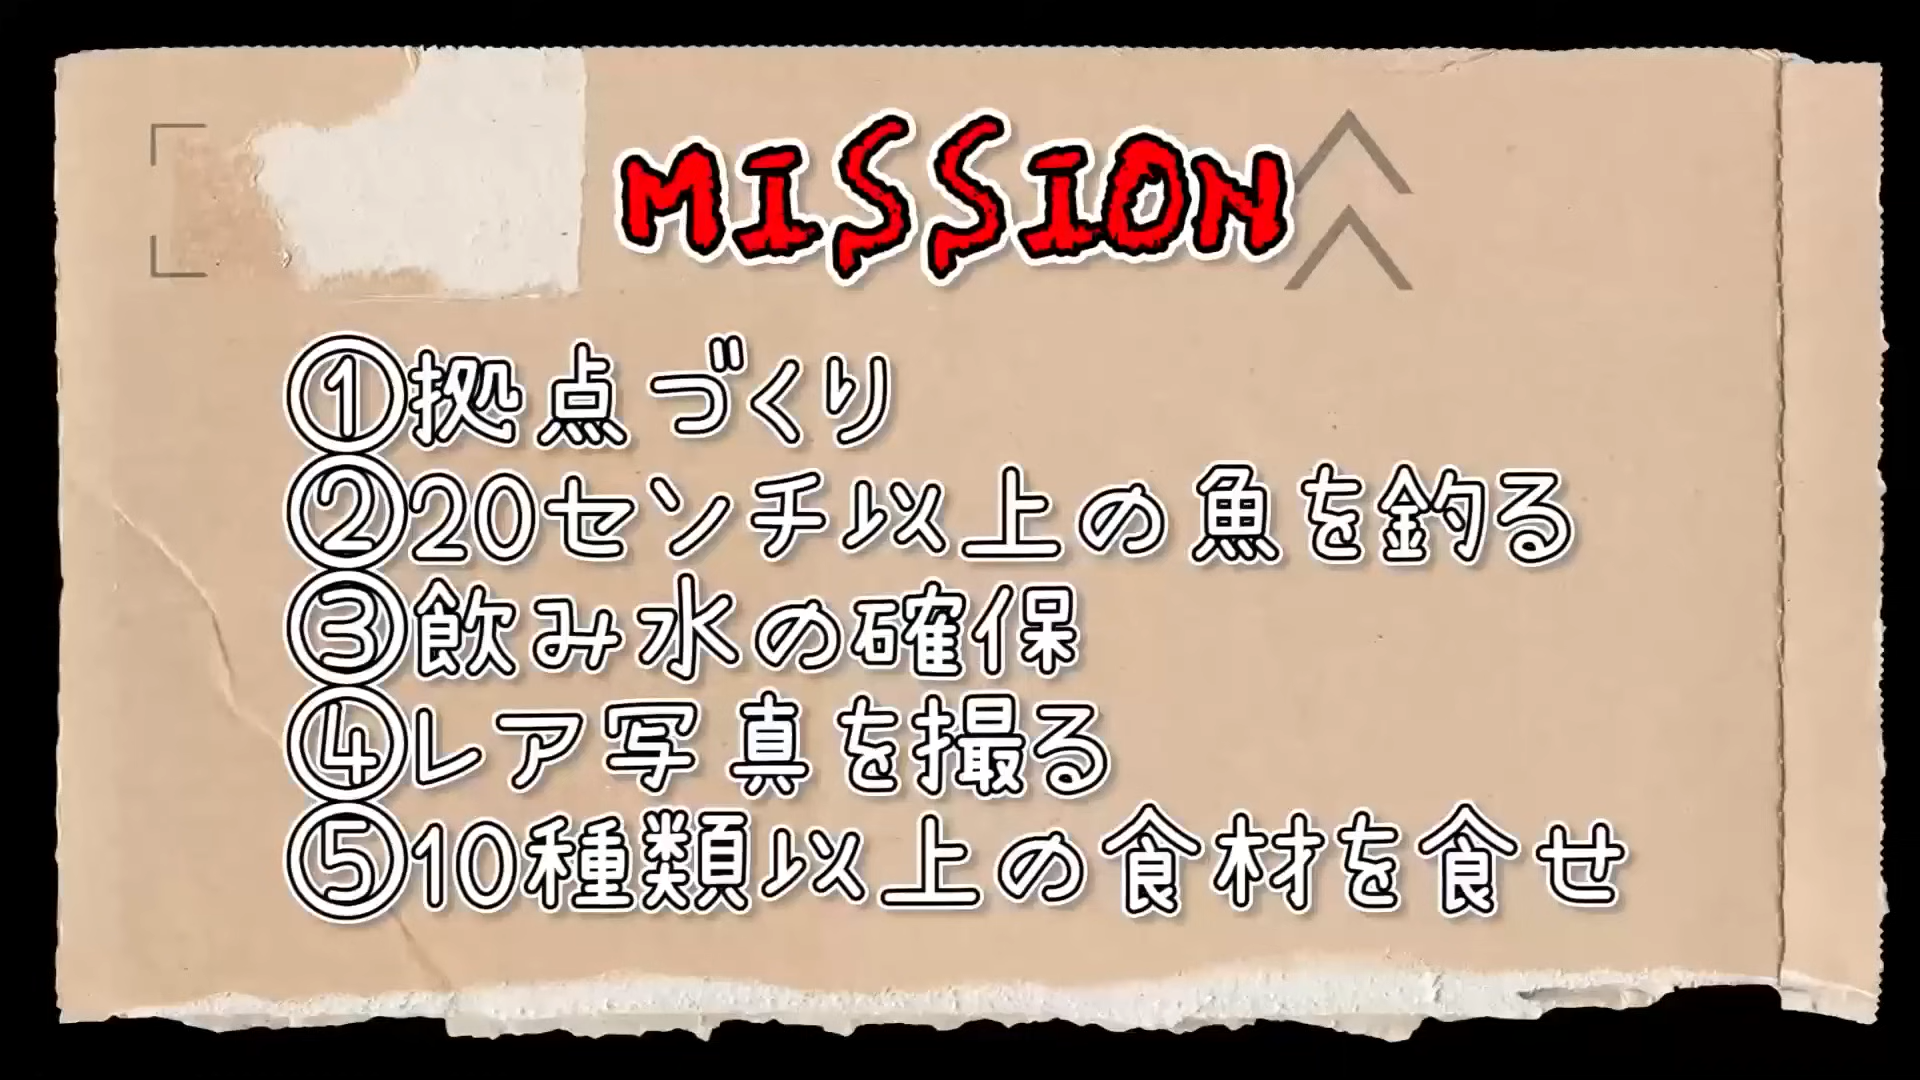 MISSION
①拠点づくり
②20センチ以上の魚を釣る
③飲み水の確保
④レア写真を撮る
⑤10種類以上の食材を食せ